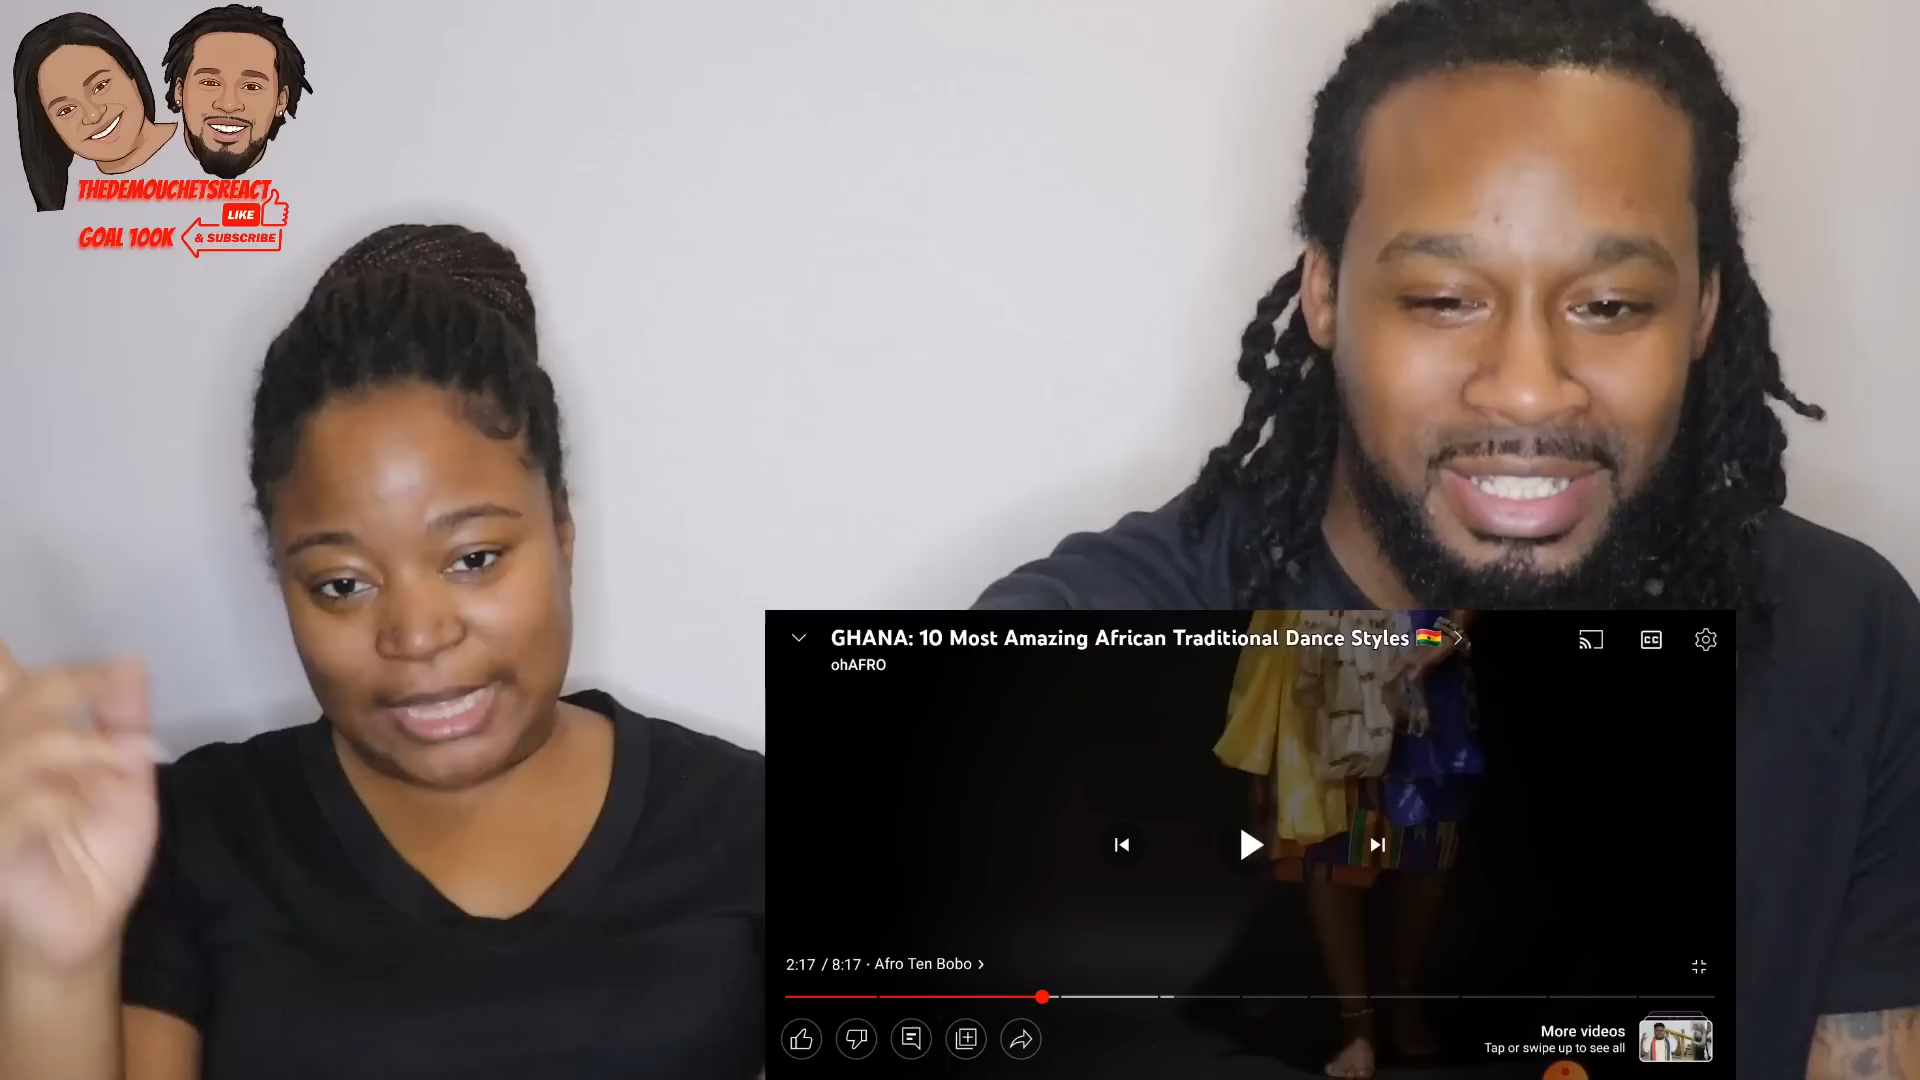 THEDEMOUCHETSREACT
LIKE
GOAL 100K
& SUBSCRIBE
GHANA: 10 Most Amazing African Traditional Dance Styles 🇬🇭
ohAFRO
CC
2:17 / 8:17 · Afro Ten Bobo
More videos
Tap or swipe up to see all